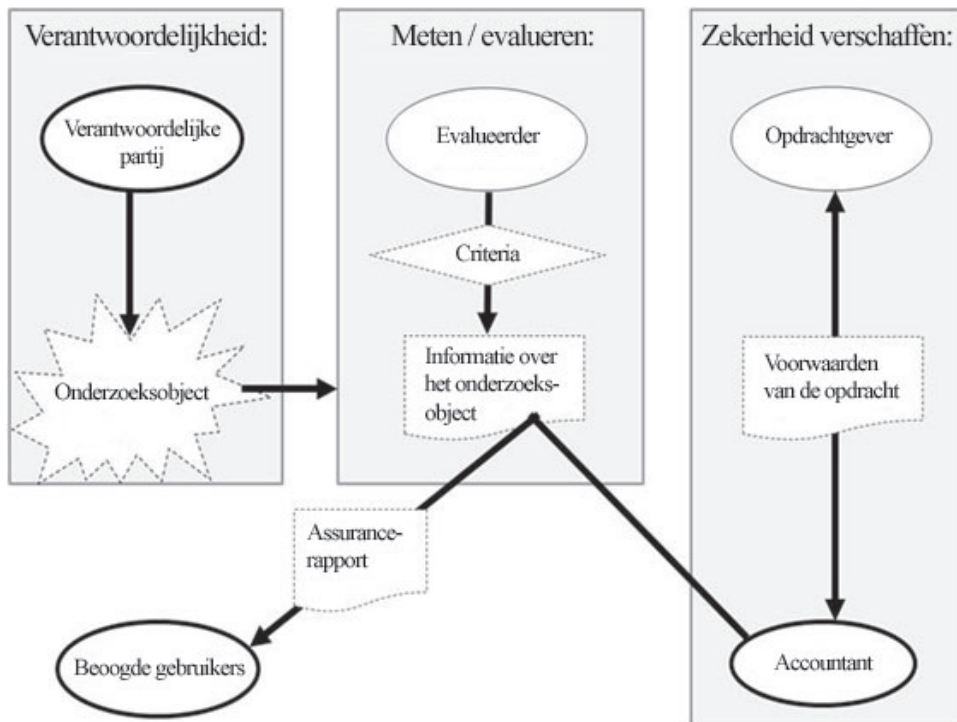 Verantwoordelijkheid:
Verantwoordelijke
partij
Onderzoeksobject
Meten / evalueren:
Evalueerder
Criteria
Informatie over
het onderzoeks-
object
Zekerheid verschaffen:
Opdrachtgever
Voorwaarden
van de opdracht
Accountant
Assurance-
rapport
Beoogde gebruikers